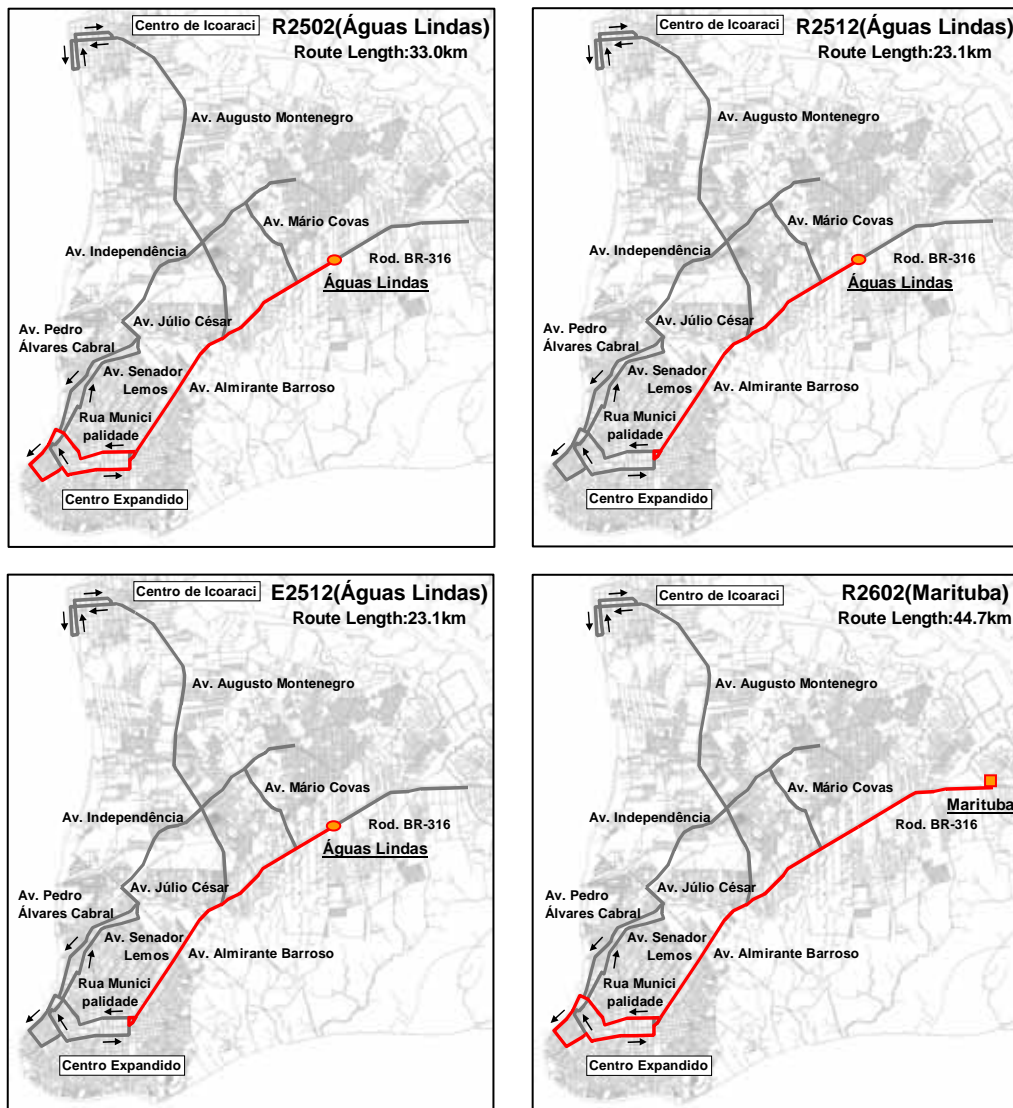 Centro de Icoaraci
R2502(Águas Lindas)
Route Length:33.0km
Av. Augusto Montenegro
Av. Mário Covas
Av. Independência
Rod. BR-316
Águas Lindas
Av. Júlio César
Av. Pedro
Álvares Cabral
Av. Senador
Lemos
Av. Almirante Barroso
Rua Munici
palidade
Centro Expandido
Centro de Icoaraci
R2512(Águas Lindas)
Route Length:23.1km
Av. Augusto Montenegro
Av. Mário Covas
Av. Independência
Rod. BR-316
Águas Lindas
Av. Júlio César
Av. Pedro
Álvares Cabral
Av. Senador
Lemos
Av. Almirante Barroso
Rua Munici
palidade
Centro Expandido
Centro de Icoaraci
E2512(Águas Lindas)
Route Length:23.1km
Av. Augusto Montenegro
Av. Mário Covas
Av. Independência
Rod. BR-316
Águas Lindas
Av. Júlio César
Av. Pedro
Álvares Cabral
Av. Senador
Lemos
Av. Almirante Barroso
Rua Munici
palidade
Centro Expandido
Centro de Icoaraci
R2602(Marituba)
Route Length:44.7km
Av. Augusto Montenegro
Av. Mário Covas
Marituba
Av. Independência
Rod. BR-316
Av. Júlio César
Av. Pedro
Álvares Cabral
Av. Senador
Lemos
Av. Almirante Barroso
Rua Munici
palidade
Centro Expandido